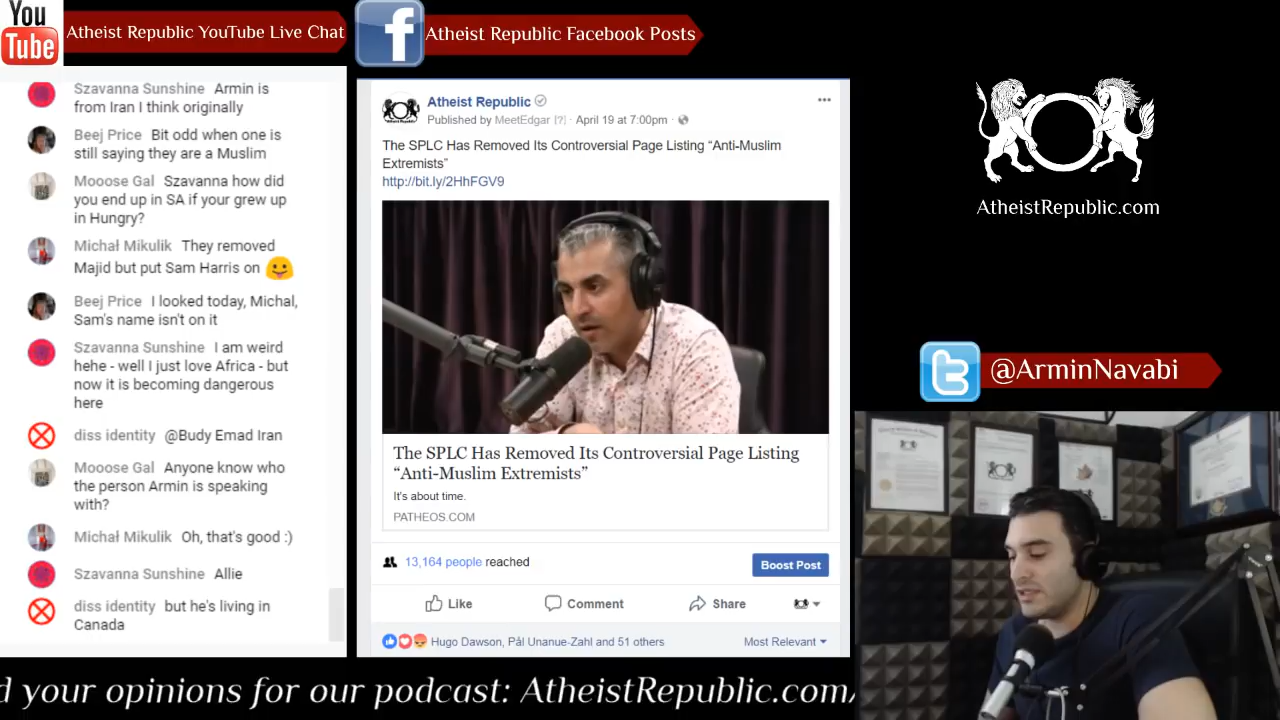 You
Tube
Atheist Republic YouTube Live Chat
f
Atheist Republic Facebook Posts
Szavanna Sunshine Armin is
from Iran I think originally
Beej Price Bit odd when one is
still saying they are a Muslim
Mooose Gal Szavanna how did
you end up in SA if your grew up
in Hungry?
Michał Mikulik They removed
Majid but put Sam Harris on 😛
Beej Price I looked today, Michal,
Sam's name isn't on it
Szavanna Sunshine I am weird
hehe - well I just love Africa - but
now it is becoming dangerous
here
diss identity @Budy Emad Iran
Mooose Gal Anyone know who
the person Armin is speaking
with?
Michał Mikulik Oh, that's good :)
Szavanna Sunshine Allie
diss identity but he's living in
Canada
Atheist Republic
Published by MeetEdgar [?] · April 19 at 7:00pm ·
The SPLC Has Removed Its Controversial Page Listing “Anti-Muslim
Extremists”
http://bit.ly/2HhFGV9
The SPLC Has Removed Its Controversial Page Listing
“Anti-Muslim Extremists”
It's about time.
PATHEOS.COM
13,164 people reached
Boost Post
Like
Comment
Share
Hugo Dawson, Pål Unanue-Zahl and 51 others
Most Relevant
AtheistRepublic.com
@ArminNavabi
d your opinions for our podcast: AtheistRepublic.com/